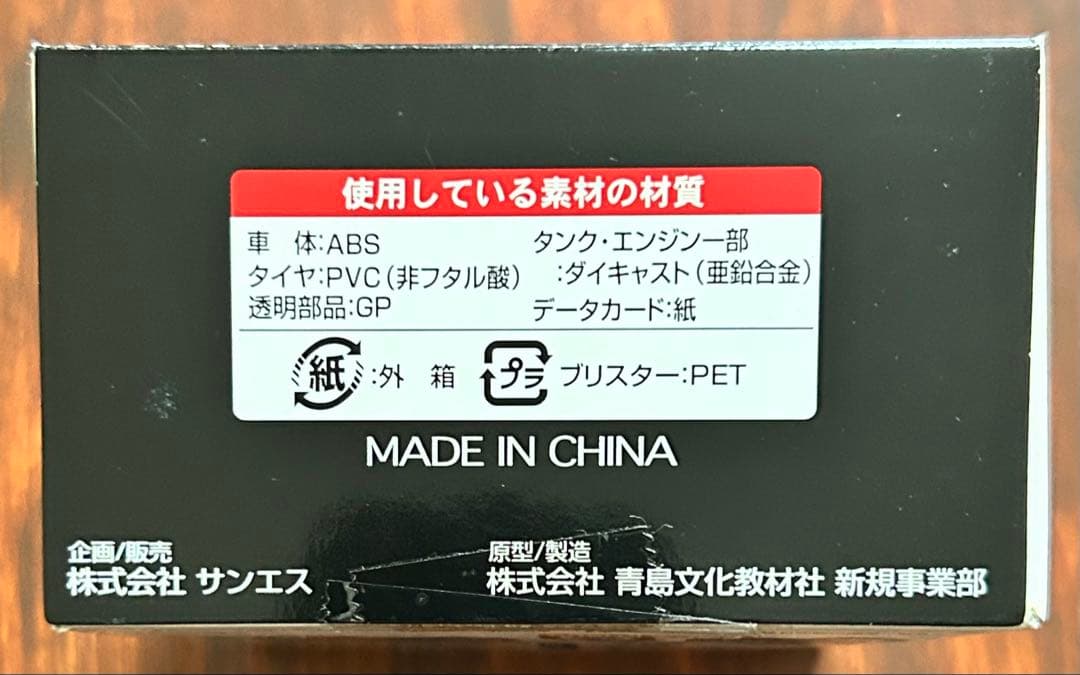 使用している素材の材質
車 体:ABS
タイヤ:PVC(非フタル酸)
透明部品:GP
タンク・エンジン一部
:ダイキャスト(亜鉛合金)
データカード:紙
紙:外 箱
プラ ブリスター:PET
MADE IN CHINA
企画/販売
株式会社 サンエス
原型/製造
株式会社 青島文化教材社 新規事業部